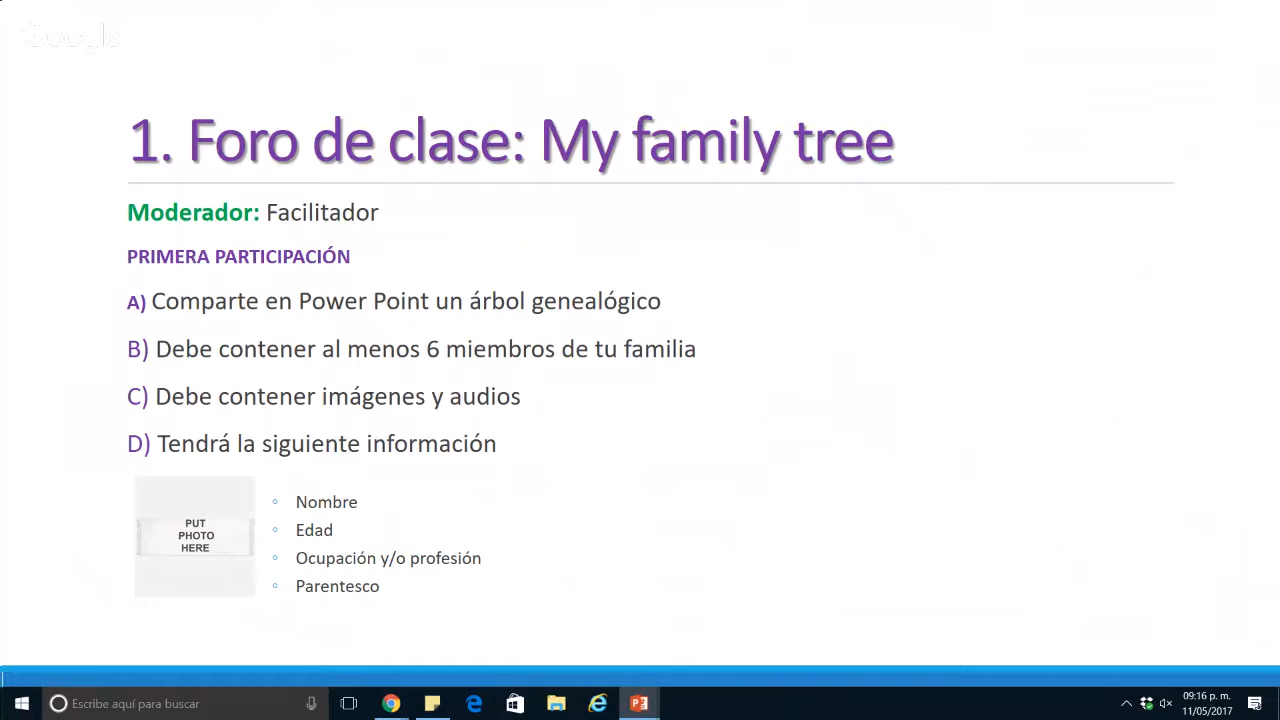 Google
1. Foro de clase: My family tree
Moderador: Facilitador
PRIMERA PARTICIPACIÓN
A) Comparte en Power Point un árbol genealógico
B) Debe contener al menos 6 miembros de tu familia
C) Debe contener imágenes y audios
D) Tendrá la siguiente información
PUT
PHOTO
HERE
Nombre
Edad
Ocupación y/o profesión
Parentesco
Escribe aquí para buscar
09:16 p. m.
11/05/2017